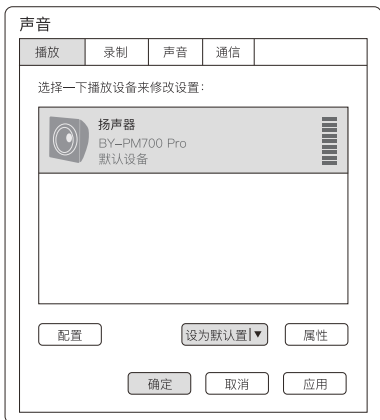 声音
播放 录制 声音 通信
选择一下播放设备来修改设置:
扬声器
BY-PM700 Pro
默认设备
配置 设为默认置 属性
确定 取消 应用